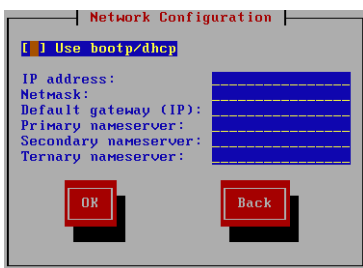 Network Configuration
[ ] Use bootp/dhcp
IP address:
Netmask:
Default gateway (IP):
Primary nameserver:
Secondary nameserver:
Ternary nameserver:
OK Back